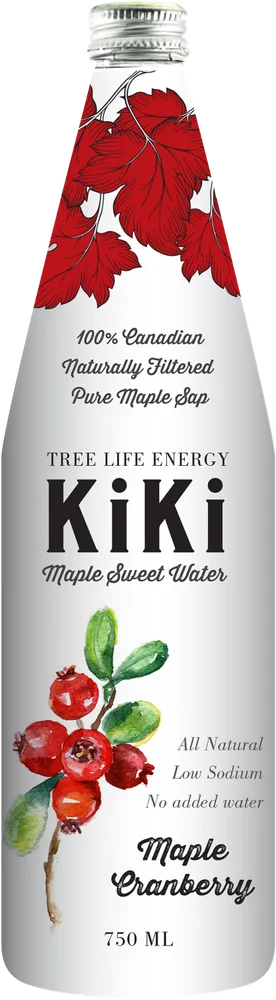 100% Canadian
Naturally Filtered
Pure Maple Sap
TREE LIFE ENERGY
KiKi
Maple Sweet Water
All Natural
Low Sodium
No added water
Maple
Cranberry
750 ML